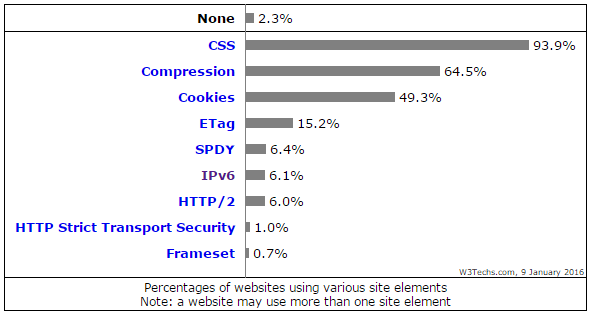 None 2.3%
CSS 93.9%
Compression 64.5%
Cookies 49.3%
ETag 15.2%
SPDY 6.4%
IPv6 6.1%
HTTP/2 6.0%
HTTP Strict Transport Security 1.0%
Frameset 0.7%
W3Techs.com, 9 January 2016
Percentages of websites using various site elements
Note: a website may use more than one site element